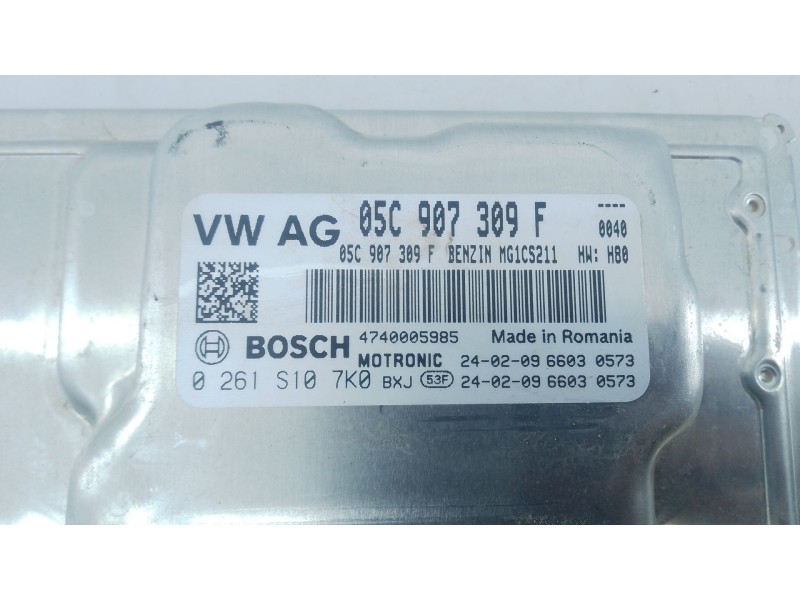 VW AG 05C 907 309 F ----
0040
05C 907 309 F BENZIN MG1CS211 HW: HB0
BOSCH 4740005985 Made in Romania
MOTRONIC 24-02-09 6603 0573
0 261 S10 7K0 BXJ 53F 24-02-09 6603 0573